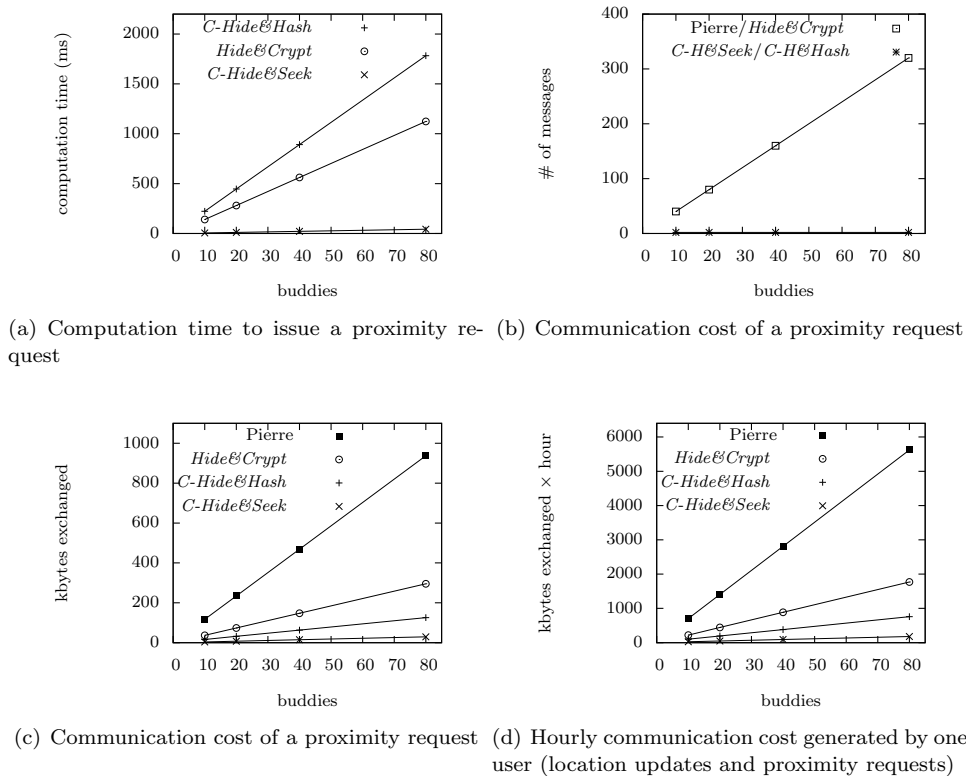 computation time (ms)
2000
1500
1000
500
0
C-Hide&Hash
Hide&Crypt
C-Hide&Seek
0 10 20 30 40 50 60 70 80
buddies
(a) Computation time to issue a proximity re-
quest
# of messages
400
300
200
100
0
Pierre/Hide&Crypt
C-H&Seek/C-H&Hash
0 10 20 30 40 50 60 70 80
buddies
(b) Communication cost of a proximity request
kbytes exchanged
1000
800
600
400
200
0
Pierre
Hide&Crypt
C-Hide&Hash
C-Hide&Seek
0 10 20 30 40 50 60 70 80
buddies
(c) Communication cost of a proximity request
kbytes exchanged × hour
6000
5000
4000
3000
2000
1000
0
Pierre
Hide&Crypt
C-Hide&Hash
C-Hide&Seek
0 10 20 30 40 50 60 70 80
buddies
(d) Hourly communication cost generated by one
user (location updates and proximity requests)